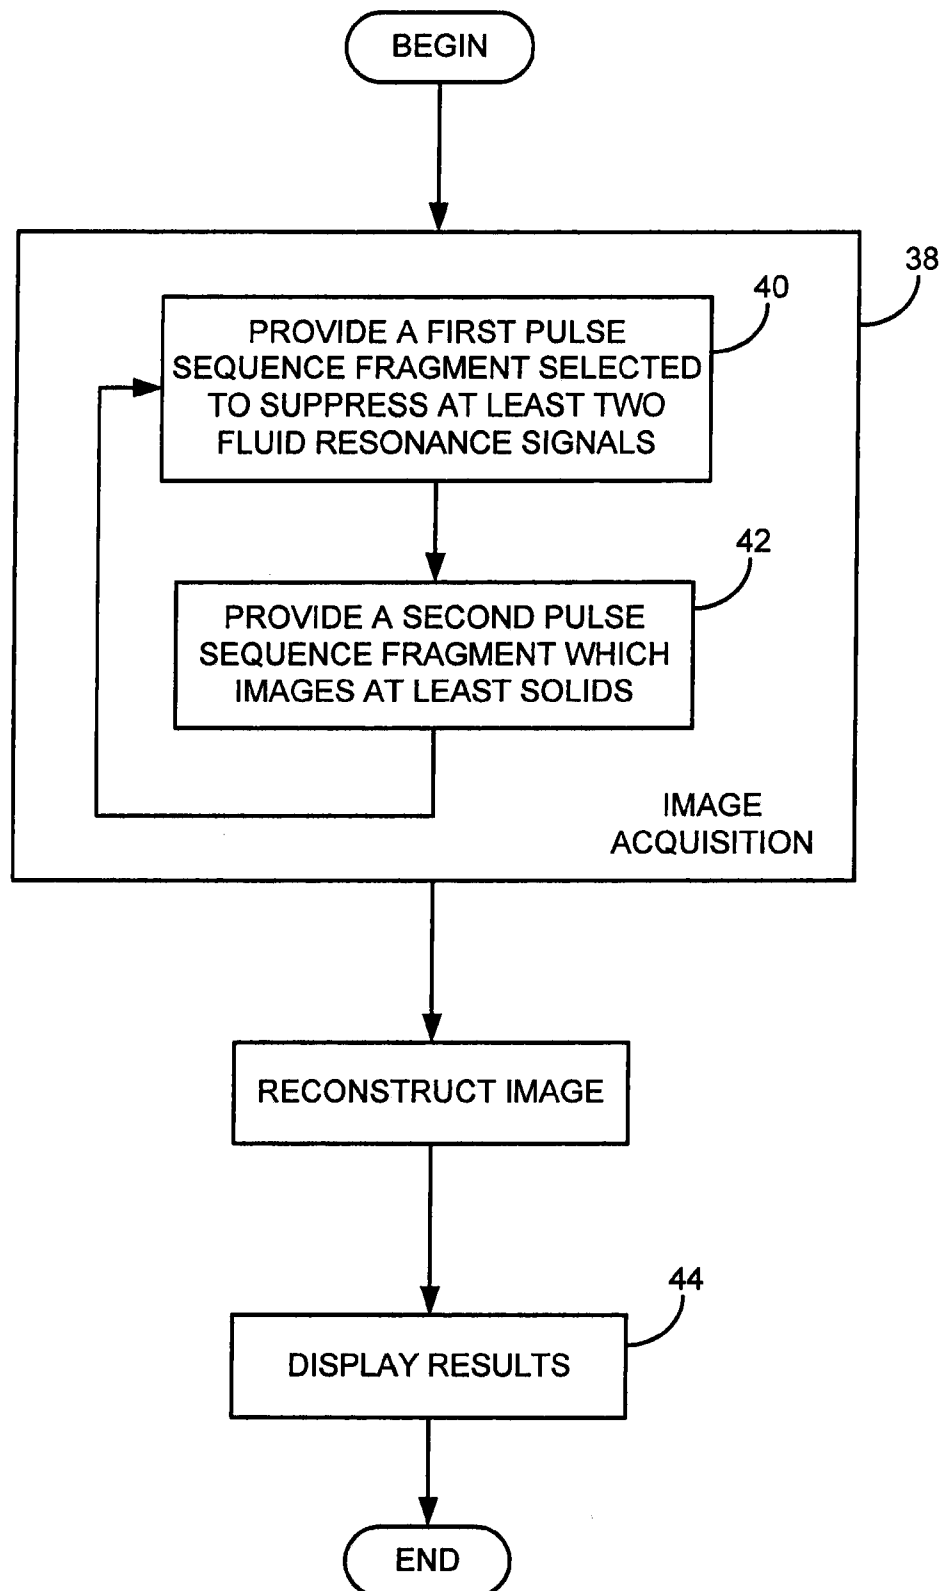 BEGIN
38
40
PROVIDE A FIRST PULSE
SEQUENCE FRAGMENT SELECTED
TO SUPPRESS AT LEAST TWO
FLUID RESONANCE SIGNALS
42
PROVIDE A SECOND PULSE
SEQUENCE FRAGMENT WHICH
IMAGES AT LEAST SOLIDS
IMAGE
ACQUISITION
RECONSTRUCT IMAGE
44
DISPLAY RESULTS
END